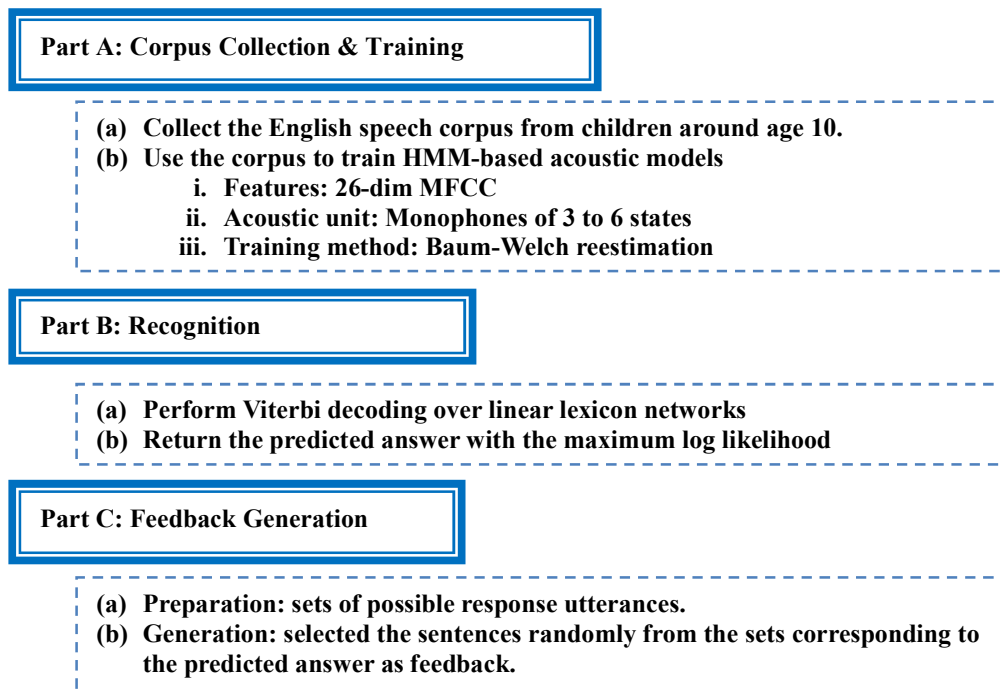 Part A: Corpus Collection & Training
(a) Collect the English speech corpus from children around age 10.
(b) Use the corpus to train HMM-based acoustic models
i. Features: 26-dim MFCC
ii. Acoustic unit: Monophones of 3 to 6 states
iii. Training method: Baum-Welch reestimation
Part B: Recognition
(a) Perform Viterbi decoding over linear lexicon networks
(b) Return the predicted answer with the maximum log likelihood
Part C: Feedback Generation
(a) Preparation: sets of possible response utterances.
(b) Generation: selected the sentences randomly from the sets corresponding to
the predicted answer as feedback.